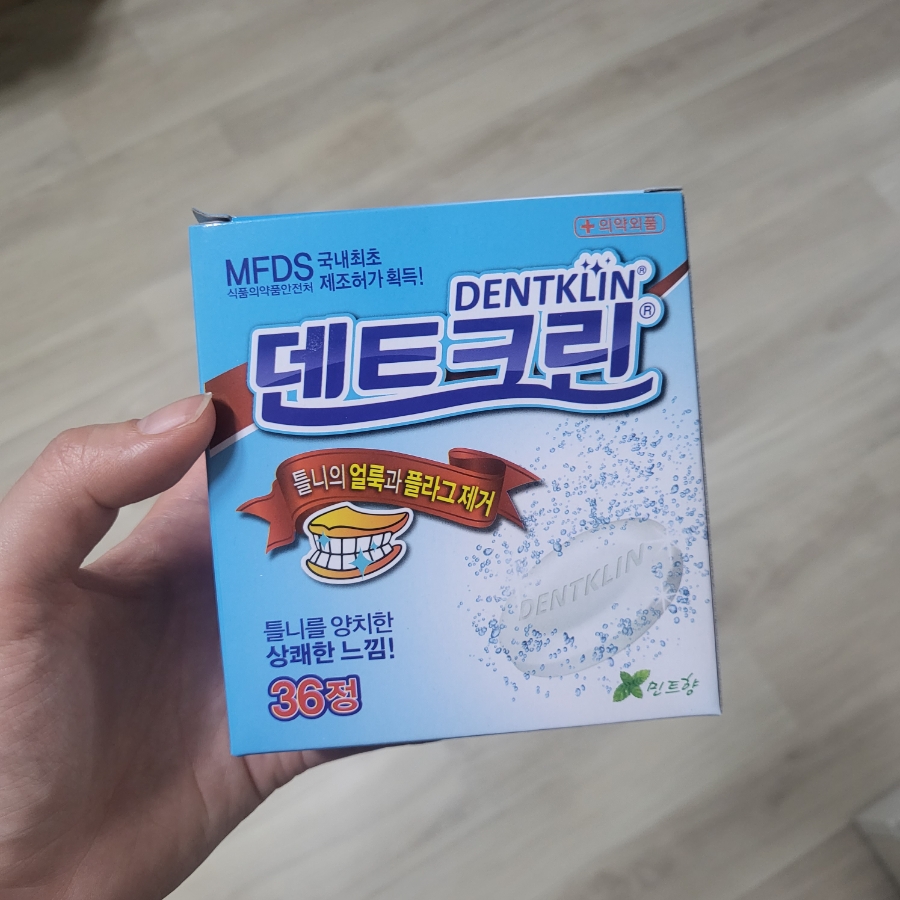 +의약외품
MFDS 국내최초
식품의약품안전처 제조허가 획득!
DENTKLIN®
덴트크린®
틀니의 얼룩과 플라그 제거
DENTKLIN
틀니를 양치한
상쾌한 느낌!
36정
민트향